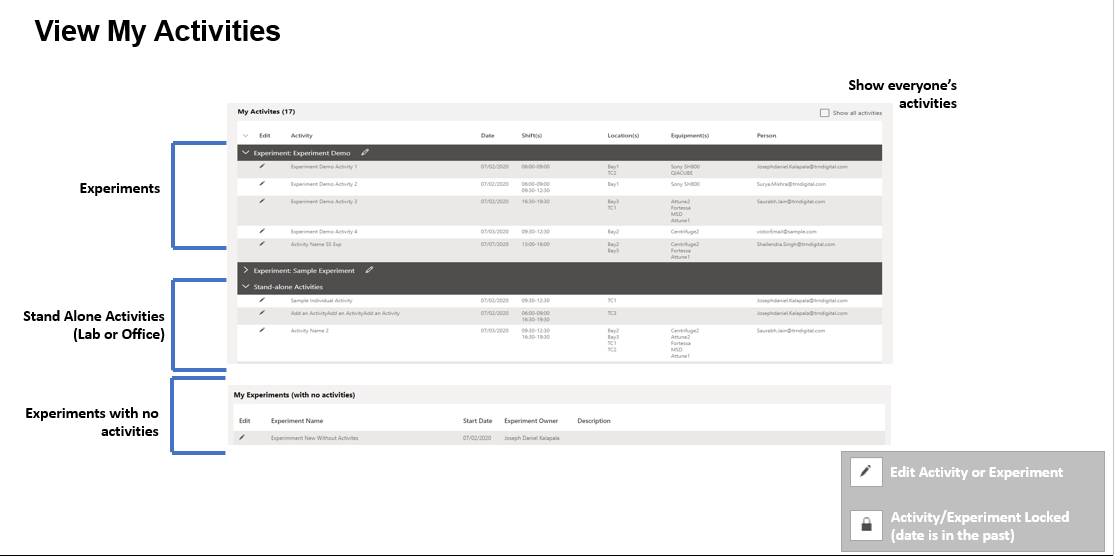 View My Activities
Show everyone's
activities
My Activites (17)
Show all activities
Edit Activity Date Shift(s) Location(s) Equipment(s) Person
Experiment: Experiment Demo
Experiment Demo Activity 1 07/02/2020 06:00-09:00 Bay1 Sony SH800 Josephdaniel.Kalapala@trndigital.com
TC2 QIACUBE
Experiment Demo Activity 2 07/02/2020 06:00-09:00 Bay1 Sony SH800 Surya.Mishra@trndigital.com
09:30-12:30
Experiment Demo Activity 3 07/02/2020 16:30-19:30 Bay3 Attune2 Saurabh.Jain@trndigital.com
TC1 Fortessa
MSD
Attune1
Experiment Demo Activity 4 07/03/2020 09:30-12:30 Bay2 Centrifuge2 vistorEmail@sample.com
Activity Name SS Exp 07/07/2020 13:00-16:00 Bay2 Centrifuge2 Shailendra.Singh@trndigital.com
Bay3 Fortessa
Attune1
Experiment: Sample Experiment
Stand-alone Activities
Sample Individual Activity 07/02/2020 09:30-12:30 TC1 Josephdaniel.Kalapala@trndigital.com
Add an ActivityAdd an ActivityAdd an Activity 07/02/2020 06:00-09:00 TC3 Josephdaniel.Kalapala@trndigital.com
16:30-19:30
Activity Name 2 07/03/2020 09:30-12:30 Bay2 Centrifuge2 Saurabh.Jain@trndigital.com
16:30-19:30 Bay3 Attune2
TC1 Fortessa
TC2 MSD
Attune1
Experiments
Stand Alone Activities
(Lab or Office)
Experiments with no
activities
My Experiments (with no activities)
Edit Experiment Name Start Date Experiment Owner Description
Experimment New Without Activites 07/02/2020 Joseph Daniel Kalapala
Edit Activity or Experiment
Activity/Experiment Locked
(date is in the past)